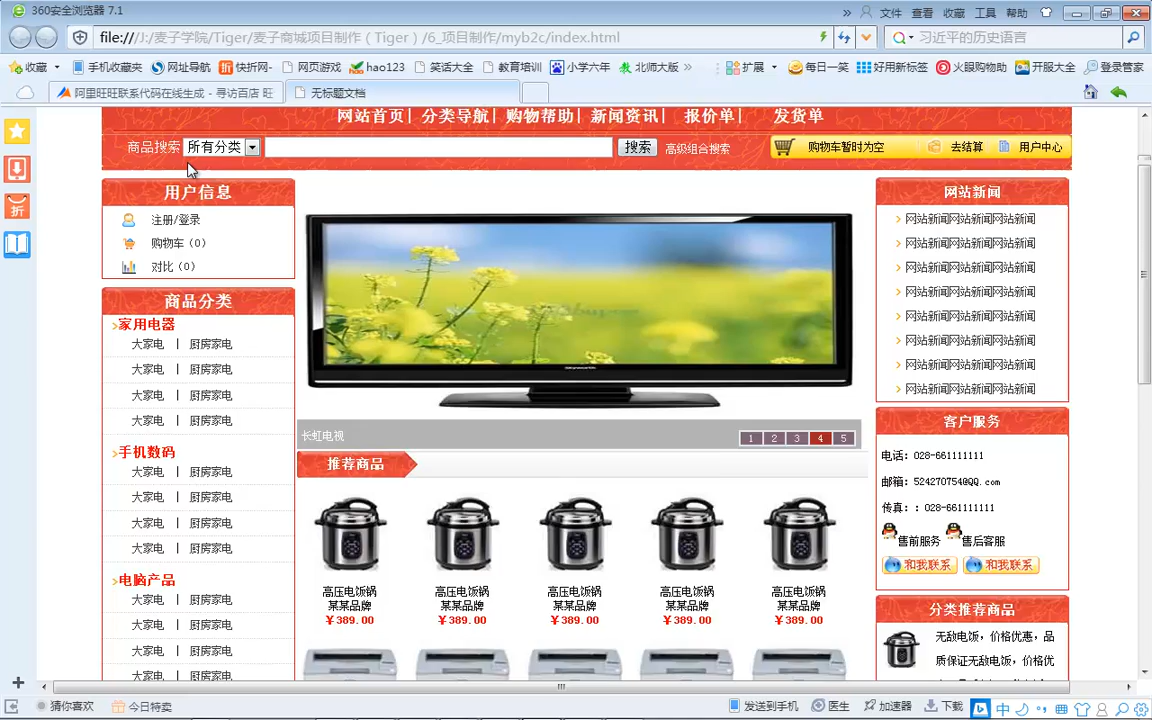 360安全浏览器 7.1
» 文件 查看 收藏 工具 帮助
file:///J:/麦子学院/Tiger/麦子商城项目制作（Tiger）/6_项目制作/myb2c/index.html
习近平的历史语言
收藏 手机收藏夹 网址导航 折 快折网- 网页游戏 hao123 笑话大全 教育培训 小学六年 北师大版 » 扩展 每日一笑 好用新标签 火眼购物助 开服大全 登录管家
阿里旺旺联系代码在线生成 - 寻访百店 旺
无标题文档
折
网站首页| 分类导航| 购物帮助| 新闻资讯| 报价单| 发货单
商品搜索 所有分类 搜索 高级组合搜索 购物车暂时为空 去结算 用户中心
用户信息
注册/登录
购物车（0）
对比（0）
商品分类
>家用电器
大家电 | 厨房家电
大家电 | 厨房家电
大家电 | 厨房家电
大家电 | 厨房家电
>手机数码
大家电 | 厨房家电
大家电 | 厨房家电
大家电 | 厨房家电
大家电 | 厨房家电
>电脑产品
大家电 | 厨房家电
大家电 | 厨房家电
大家电 | 厨房家电
大家电 | 厨房家电
长虹电视 1 2 3 4 5
推荐商品
高压电饭锅 高压电饭锅 高压电饭锅 高压电饭锅 高压电饭锅
某某品牌 某某品牌 某某品牌 某某品牌 某某品牌
￥389.00 ￥389.00 ￥389.00 ￥389.00 ￥389.00
网站新闻
> 网站新闻网站新闻网站新闻
> 网站新闻网站新闻网站新闻
> 网站新闻网站新闻网站新闻
> 网站新闻网站新闻网站新闻
> 网站新闻网站新闻网站新闻
> 网站新闻网站新闻网站新闻
> 网站新闻网站新闻网站新闻
> 网站新闻网站新闻网站新闻
客户服务
电话: 028-661111111
邮箱: 524270754@QQ.com
传真: : 028-661111111
售前服务 售后客服
和我联系 和我联系
分类推荐商品
无敌电饭，价格优惠，品
质保证无敌电饭，价格优
猜你喜欢 今日特卖 发送到手机 医生 加速器 下载 中